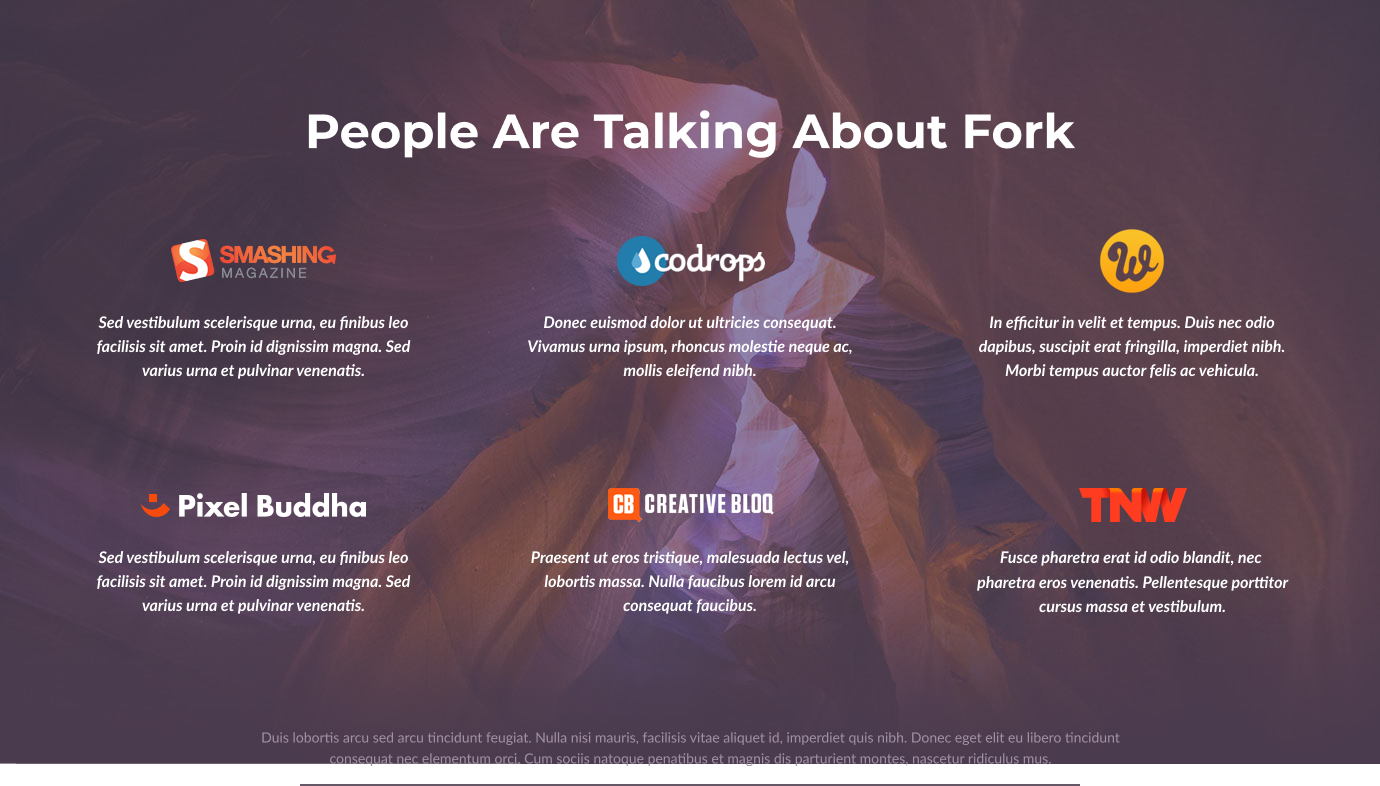 People Are Talking About Fork
SMASHING
MAGAZINE
Sed vestibulum scelerisque urna, eu finibus leo
facilisis sit amet. Proin id dignissim magna. Sed
varius urna et pulvinar venenatis.
codrops
Donec euismod dolor ut ultricies consequat.
Vivamus urna ipsum, rhoncus molestie neque ac,
mollis eleifend nibh.
W
In efficitur in velit et tempus. Duis nec odio
dapibus, suscipit erat fringilla, imperdiet nibh.
Morbi tempus auctor felis ac vehicula.
Pixel Buddha
Sed vestibulum scelerisque urna, eu finibus leo
facilisis sit amet. Proin id dignissim magna. Sed
varius urna et pulvinar venenatis.
CB CREATIVE BLOQ
Praesent ut eros tristique, malesuada lectus vel,
lobortis massa. Nulla faucibus lorem id arcu
consequat faucibus.
TNW
Fusce pharetra erat id odio blandit, nec
pharetra eros venenatis. Pellentesque porttitor
cursus massa et vestibulum.
Duis lobortis arcu sed arcu tincidunt feugiat. Nulla nisi mauris, facilisis vitae aliquet id, imperdiet quis nibh. Donec eget elit eu libero tincidunt
consequat nec elementum orci. Cum sociis natoque penatibus et magnis dis parturient montes, nascetur ridiculus mus.